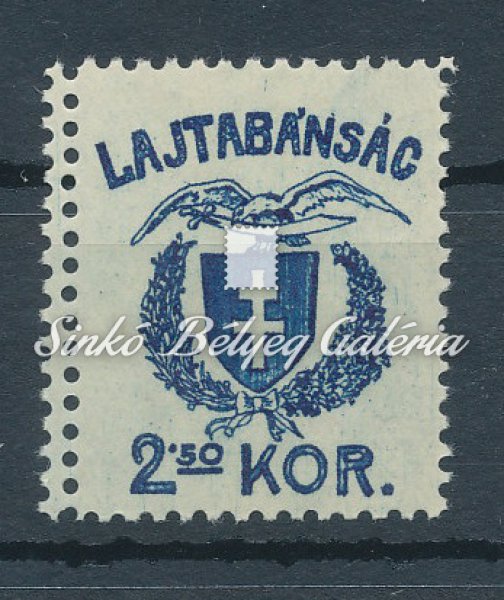 LAJTABÁNSÁG
Sinkó Bélyeg Galéria
2.50 KOR.